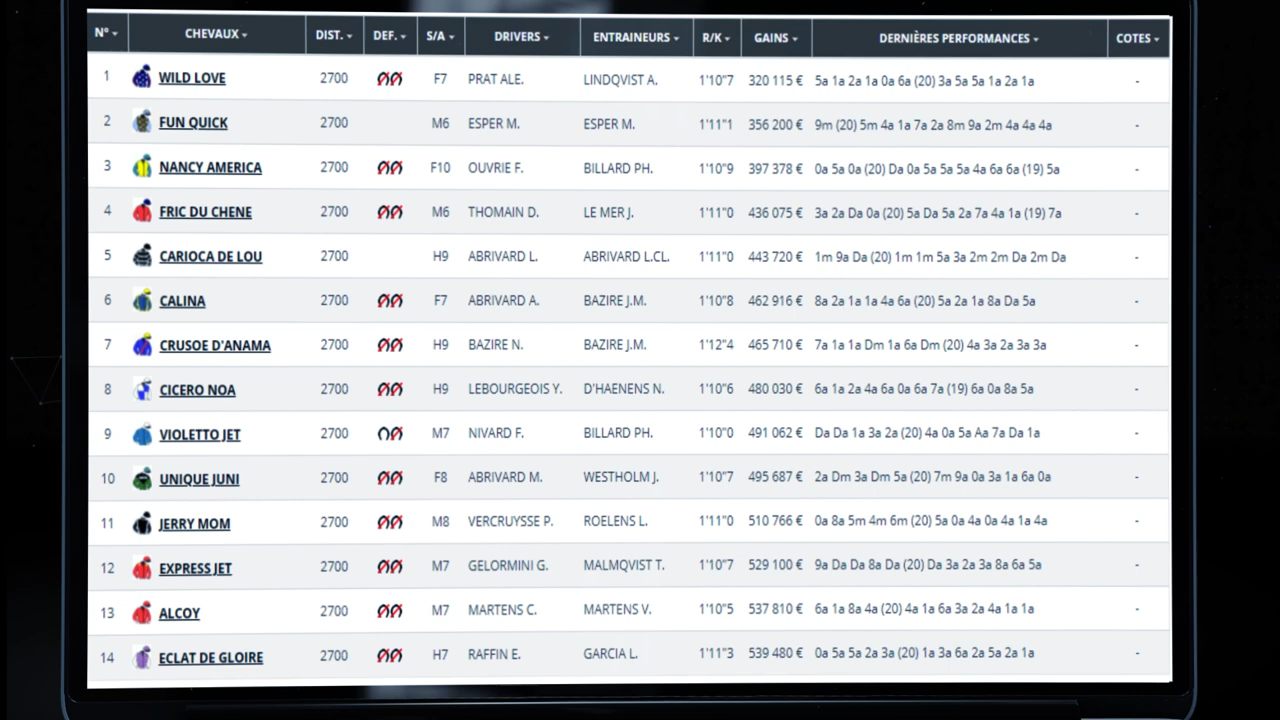 N° CHEVAUX DIST. DEF. S/A DRIVERS ENTRAINEURS R/K GAINS DERNIÈRES PERFORMANCES COTES
1 WILD LOVE 2700 F7 PRAT ALE. LINDQVIST A. 1'10"7 320 115 € 5a 1a 2a 1a 0a 6a (20) 3a 5a 5a 1a 2a 1a -
2 FUN QUICK 2700 M6 ESPER M. ESPER M. 1'11"1 356 200 € 9m (20) 5m 4a 1a 7a 2a 8m 9a 2m 4a 4a 4a -
3 NANCY AMERICA 2700 F10 OUVRIE F. BILLARD PH. 1'10"9 397 378 € 0a 5a 0a (20) Da 0a 5a 5a 5a 4a 6a 6a (19) 5a -
4 FRIC DU CHENE 2700 M6 THOMAIN D. LE MER J. 1'11"0 436 075 € 3a 2a Da 0a (20) 5a Da 5a 2a 7a 4a 1a (19) 7a -
5 CARIOCA DE LOU 2700 H9 ABRIVARD L. ABRIVARD L.CL. 1'11"0 443 720 € 1m 9a Da (20) 1m 1m 5a 3a 2m 2m Da 2m Da -
6 CALINA 2700 F7 ABRIVARD A. BAZIRE J.M. 1'10"8 462 916 € 8a 2a 1a 1a 4a 6a (20) 5a 2a 1a 8a Da 5a -
7 CRUSOE D'ANAMA 2700 H9 BAZIRE N. BAZIRE J.M. 1'12"4 465 710 € 7a 1a 1a Dm 1a 6a Dm (20) 4a 3a 2a 3a 3a -
8 CICERO NOA 2700 H9 LEBOURGEOIS Y. D'HAENENS N. 1'10"6 480 030 € 6a 1a 2a 4a 6a 0a 6a 7a (19) 6a 0a 8a 5a -
9 VIOLETTO JET 2700 M7 NIVARD F. BILLARD PH. 1'10"0 491 062 € Da Da 1a 3a 2a (20) 4a 0a 5a Aa 7a Da 1a -
10 UNIQUE JUNI 2700 F8 ABRIVARD M. WESTHOLM J. 1'10"7 495 687 € 2a Dm 3a Dm 5a (20) 7m 9a 0a 3a 1a 6a 0a -
11 JERRY MOM 2700 M8 VERCRUYSSE P. ROELENS L. 1'11"0 510 766 € 0a 8a 5m 4m 6m (20) 5a 0a 4a 0a 4a 1a 4a -
12 EXPRESS JET 2700 M7 GELORMINI G. MALMQVIST T. 1'10"7 529 100 € 9a Da Da 8a Da (20) Da 3a 2a 3a 8a 6a 5a -
13 ALCOY 2700 M7 MARTENS C. MARTENS V. 1'10"5 537 810 € 6a 1a 8a 4a (20) 4a 1a 6a 3a 2a 4a 1a 1a -
14 ECLAT DE GLOIRE 2700 H7 RAFFIN E. GARCIA L. 1'11"3 539 480 € 0a 5a 5a 2a 3a (20) 1a 3a 6a 2a 5a 2a 1a -